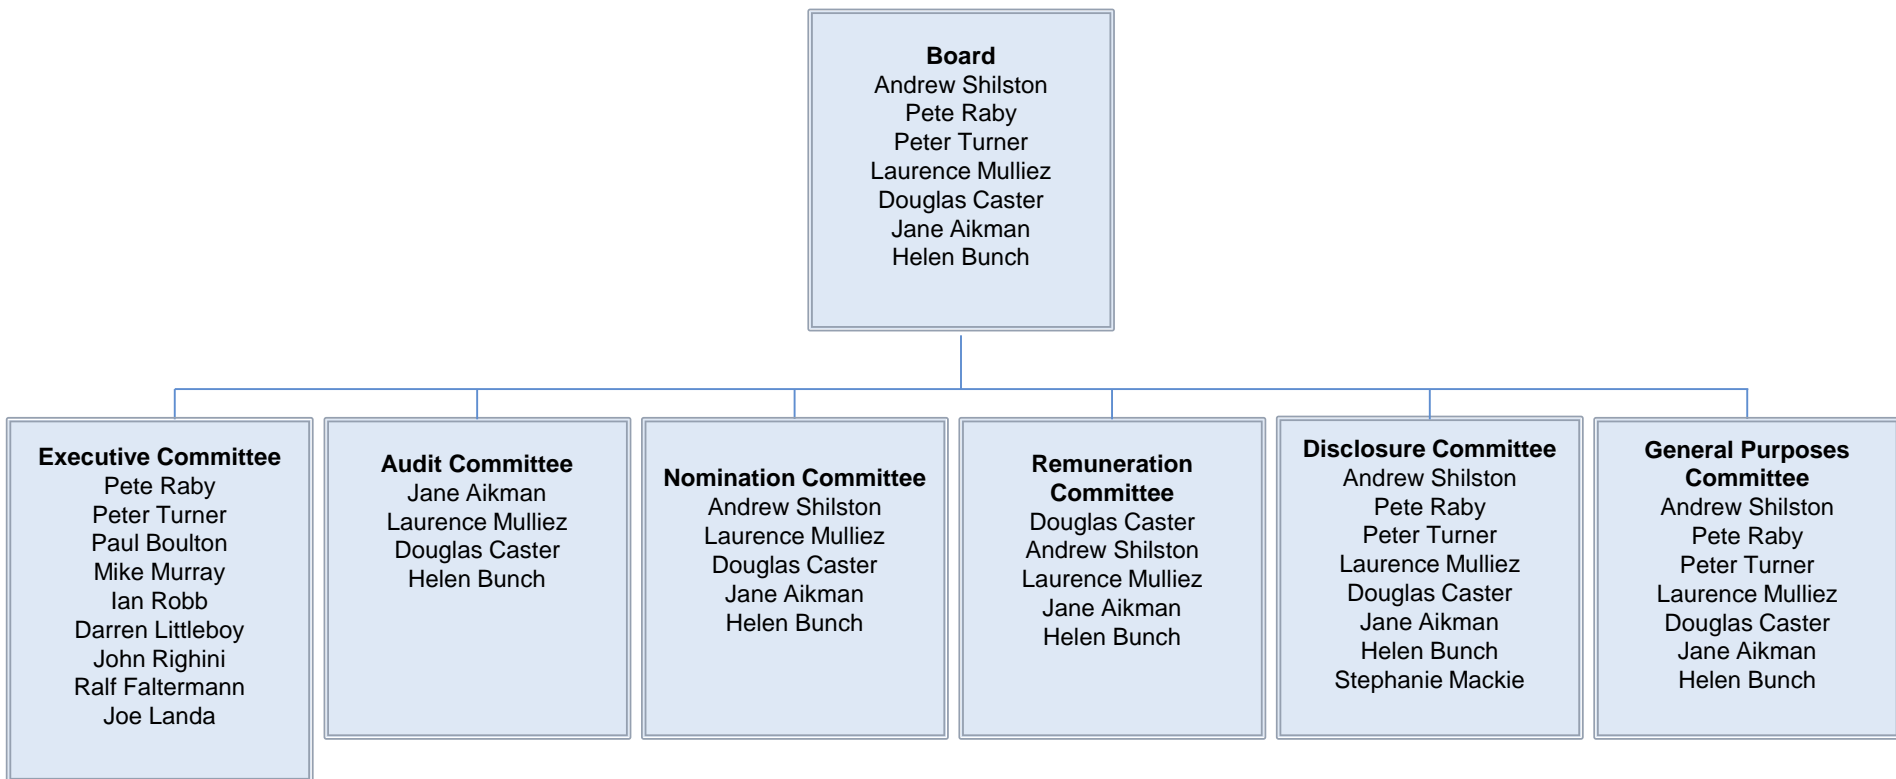 Board
Andrew Shilston
Pete Raby
Peter Turner
Laurence Mulliez
Douglas Caster
Jane Aikman
Helen Bunch
Executive Committee
Pete Raby
Peter Turner
Paul Boulton
Mike Murray
Ian Robb
Darren Littleboy
John Righini
Ralf Faltermann
Joe Landa
Audit Committee
Jane Aikman
Laurence Mulliez
Douglas Caster
Helen Bunch
Nomination Committee
Andrew Shilston
Laurence Mulliez
Douglas Caster
Jane Aikman
Helen Bunch
Remuneration
Committee
Douglas Caster
Andrew Shilston
Laurence Mulliez
Jane Aikman
Helen Bunch
Disclosure Committee
Andrew Shilston
Pete Raby
Peter Turner
Laurence Mulliez
Douglas Caster
Jane Aikman
Helen Bunch
Stephanie Mackie
General Purposes
Committee
Andrew Shilston
Pete Raby
Peter Turner
Laurence Mulliez
Douglas Caster
Jane Aikman
Helen Bunch